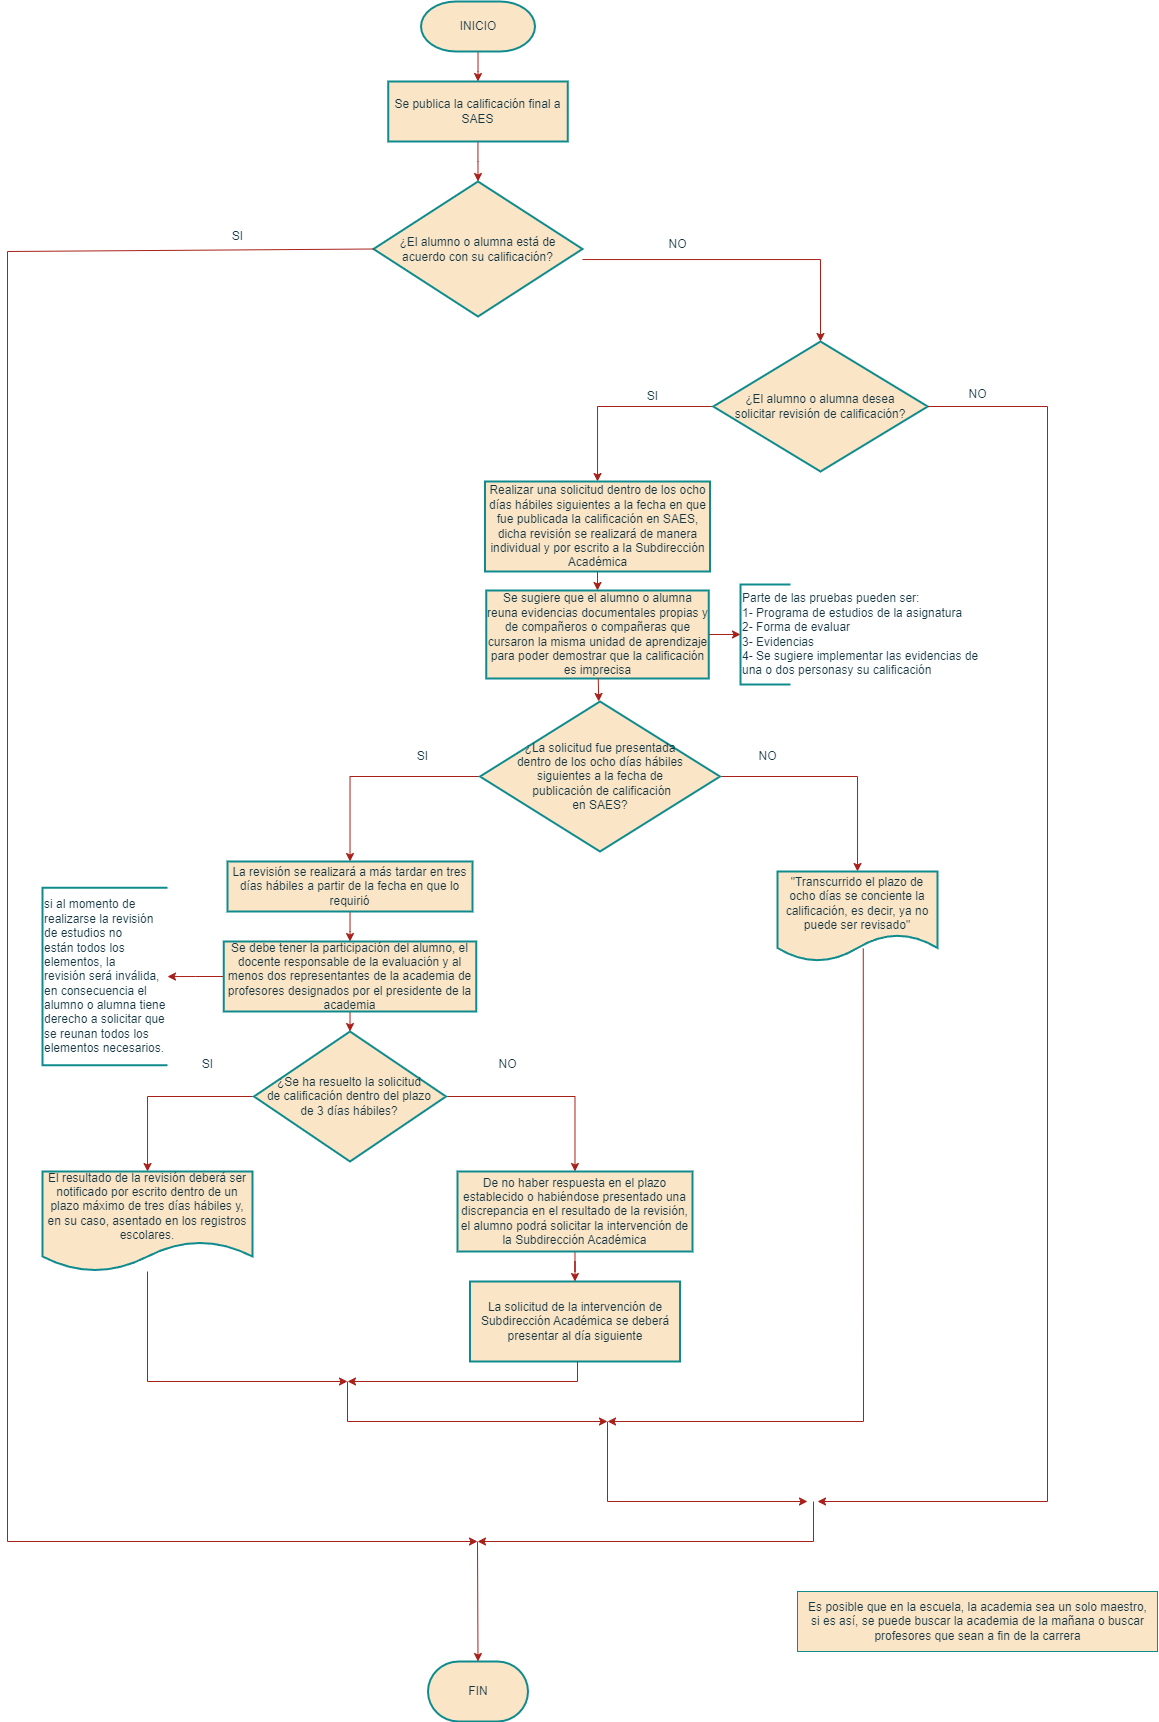 INICIO
Se publica la calificación final a
SAES
SI
¿El alumno o alumna está de
acuerdo con su calificación?
NO
SI
¿El alumno o alumna desea
solicitar revisión de calificación?
NO
Realizar una solicitud dentro de los ocho
días hábiles siguientes a la fecha en que
fue publicada la calificación en SAES,
dicha revisión se realizará de manera
individual y por escrito a la Subdirección
Académica
Se sugiere que el alumno o alumna
reuna evidencias documentales propias y
de compañeros o compañeras que
cursaron la misma unidad de aprendizaje
para poder demostrar que la calificación
es imprecisa
Parte de las pruebas pueden ser:
1- Programa de estudios de la asignatura
2- Forma de evaluar
3- Evidencias
4- Se sugiere implementar las evidencias de
una o dos personasy su calificación
SI
¿La solicitud fue presentada
dentro de los ocho días hábiles
siguientes a la fecha de
publicación de calificación
en SAES?
NO
La revisión se realizará a más tardar en tres
días hábiles a partir de la fecha en que lo
requirió
"Transcurrido el plazo de
ocho días se conciente la
calificación, es decir, ya no
puede ser revisado"
si al momento de
realizarse la revisión
de estudios no
están todos los
elementos, la
revisión será inválida,
en consecuencia el
alumno o alumna tiene
derecho a solicitar que
se reunan todos los
elementos necesarios.
Se debe tener la participación del alumno, el
docente responsable de la evaluación y al
menos dos representantes de la academia de
profesores designados por el presidente de la
academia
SI
¿Se ha resuelto la solicitud
de calificación dentro del plazo
de 3 días hábiles?
NO
El resultado de la revisión deberá ser
notificado por escrito dentro de un
plazo máximo de tres días hábiles y,
en su caso, asentado en los registros
escolares.
De no haber respuesta en el plazo
establecido o habiéndose presentado una
discrepancia en el resultado de la revisión,
el alumno podrá solicitar la intervención de
la Subdirección Académica
La solicitud de la intervención de
Subdirección Académica se deberá
presentar al día siguiente
Es posible que en la escuela, la academia sea un solo maestro,
si es así, se puede buscar la academia de la mañana o buscar
profesores que sean a fin de la carrera
FIN